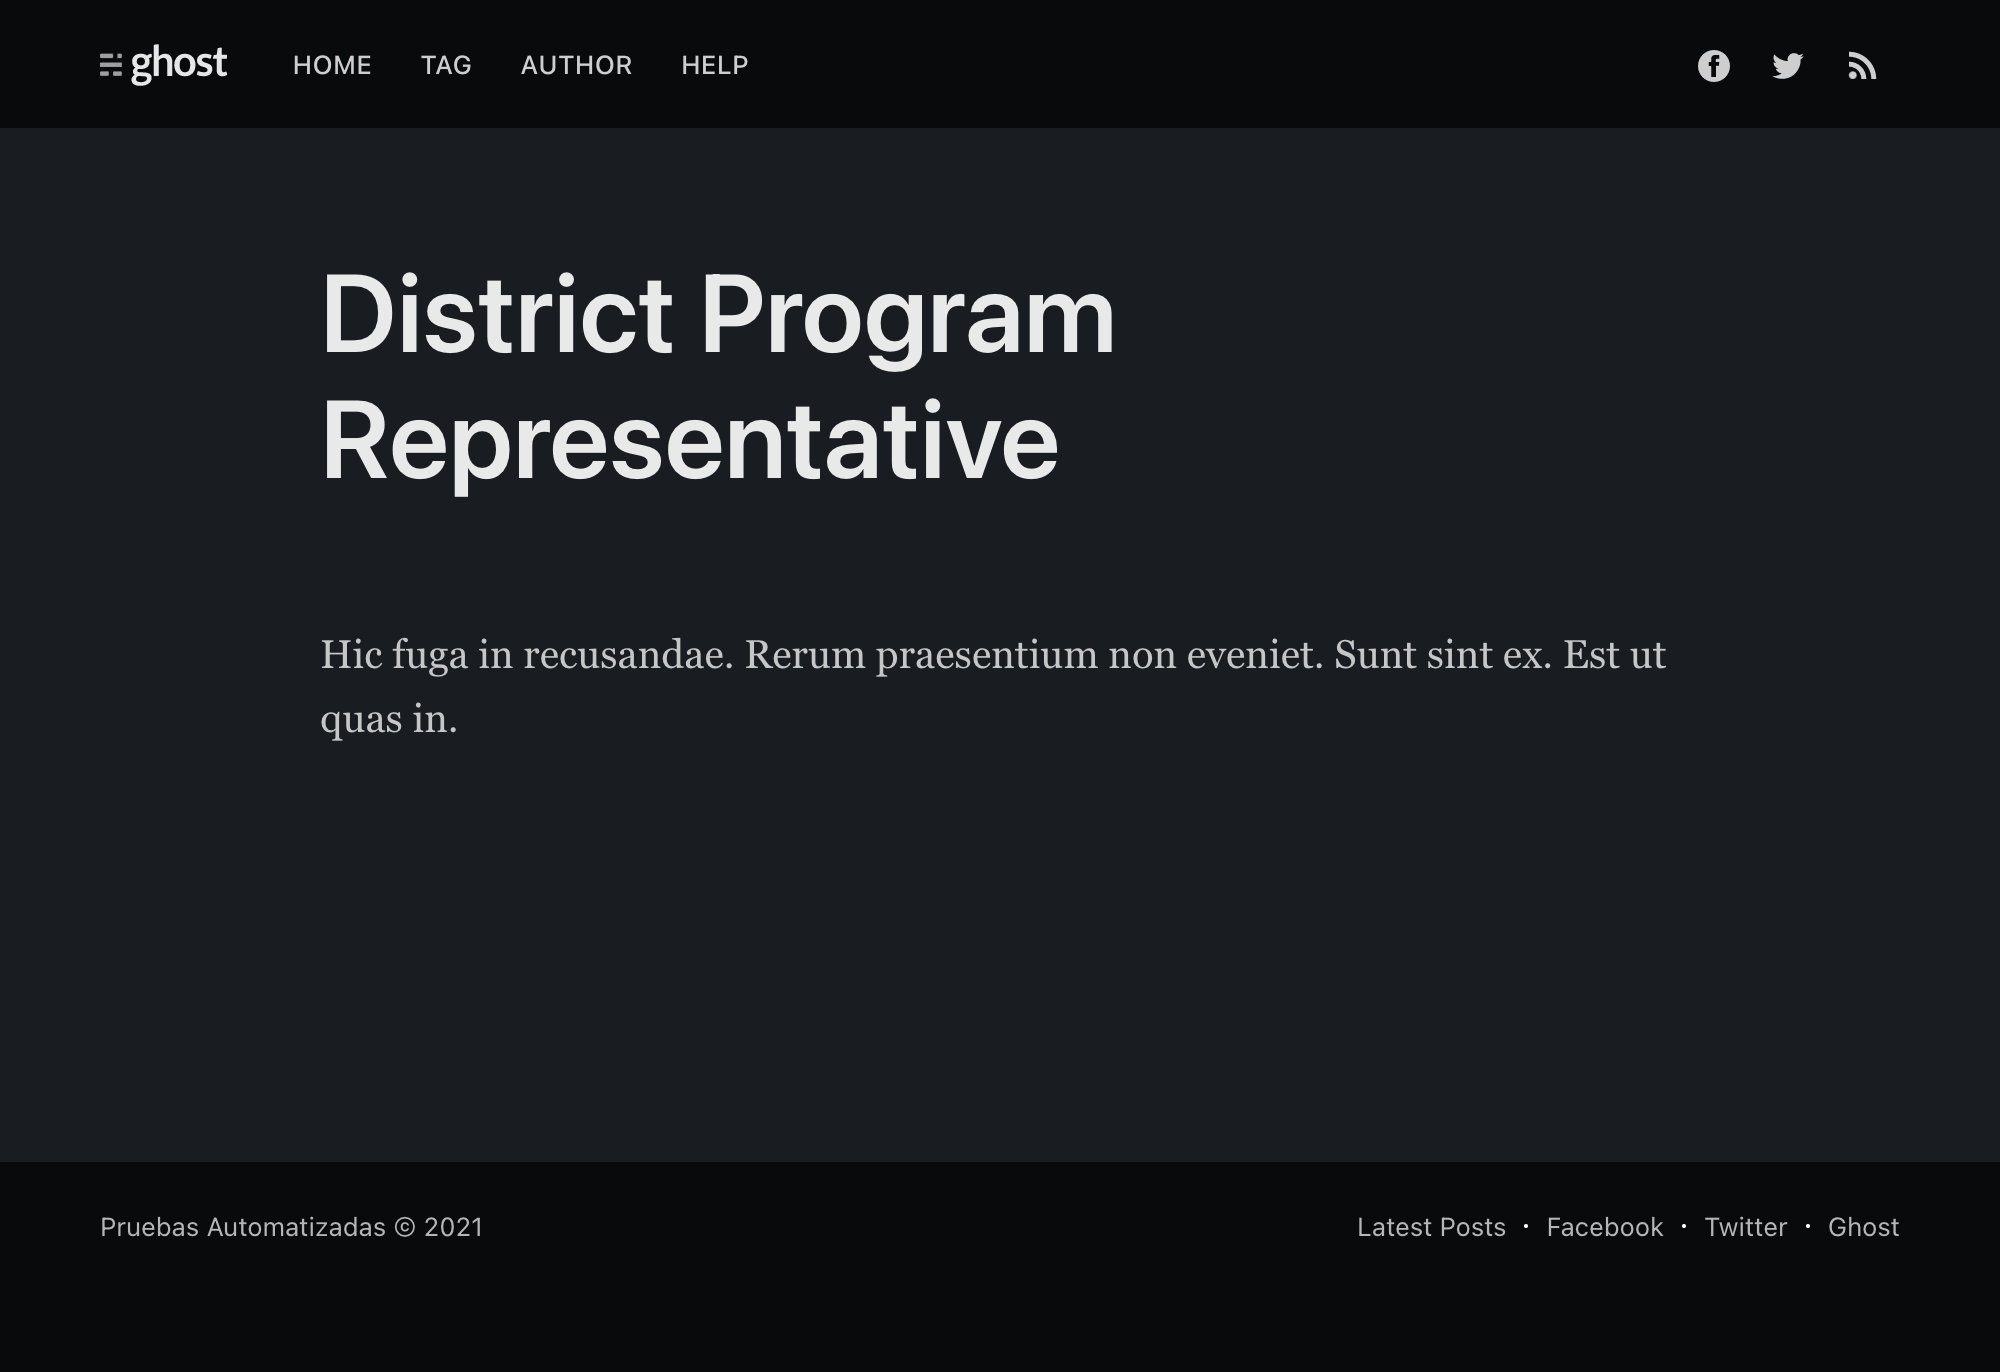 ghost HOME TAG AUTHOR HELP
District Program
Representative
Hic fuga in recusandae. Rerum praesentium non eveniet. Sunt sint ex. Est ut
quas in.
Pruebas Automatizadas © 2021 Latest Posts · Facebook · Twitter · Ghost